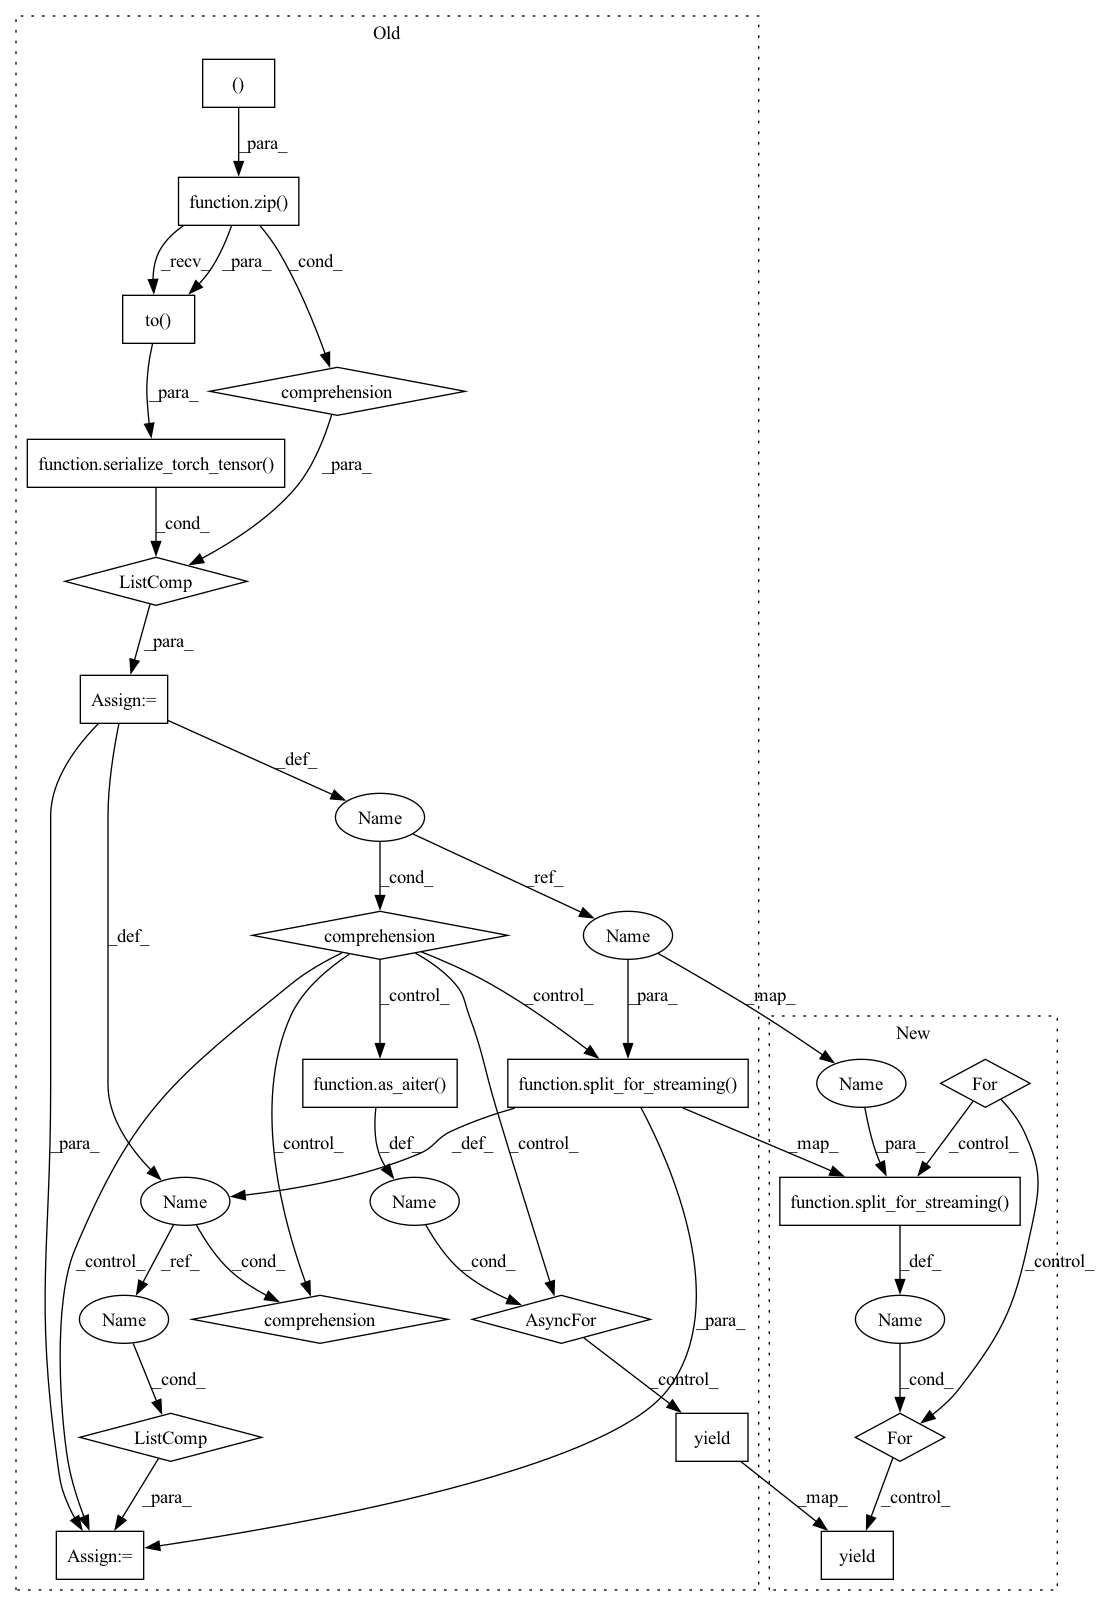 Old
()
_para_
function.zip()
_recv_ _para_ _cond_
to()
_para_
comprehension
function.serialize_torch_tensor()
_para_
_cond_
ListComp
_para_
Assign:=
_def_
Name
_cond_ _ref_
_def_
comprehension
Name
_control_ _control_ _para_ _map_
New
function.as_aiter()
function.split_for_streaming()
Name
For
_para_
_control_
_def_
_def_
_control_
_map_
_para_
_control_
Name
Name
function.split_for_streaming()
_control_
_ref_
_cond_
_cond_
_def_
_control_
Name
comprehension
AsyncFor
_para_
Name
_cond_
_control_
_cond_
ListComp
yield
For
_para_
_map_
_control_
Assign:=
yield